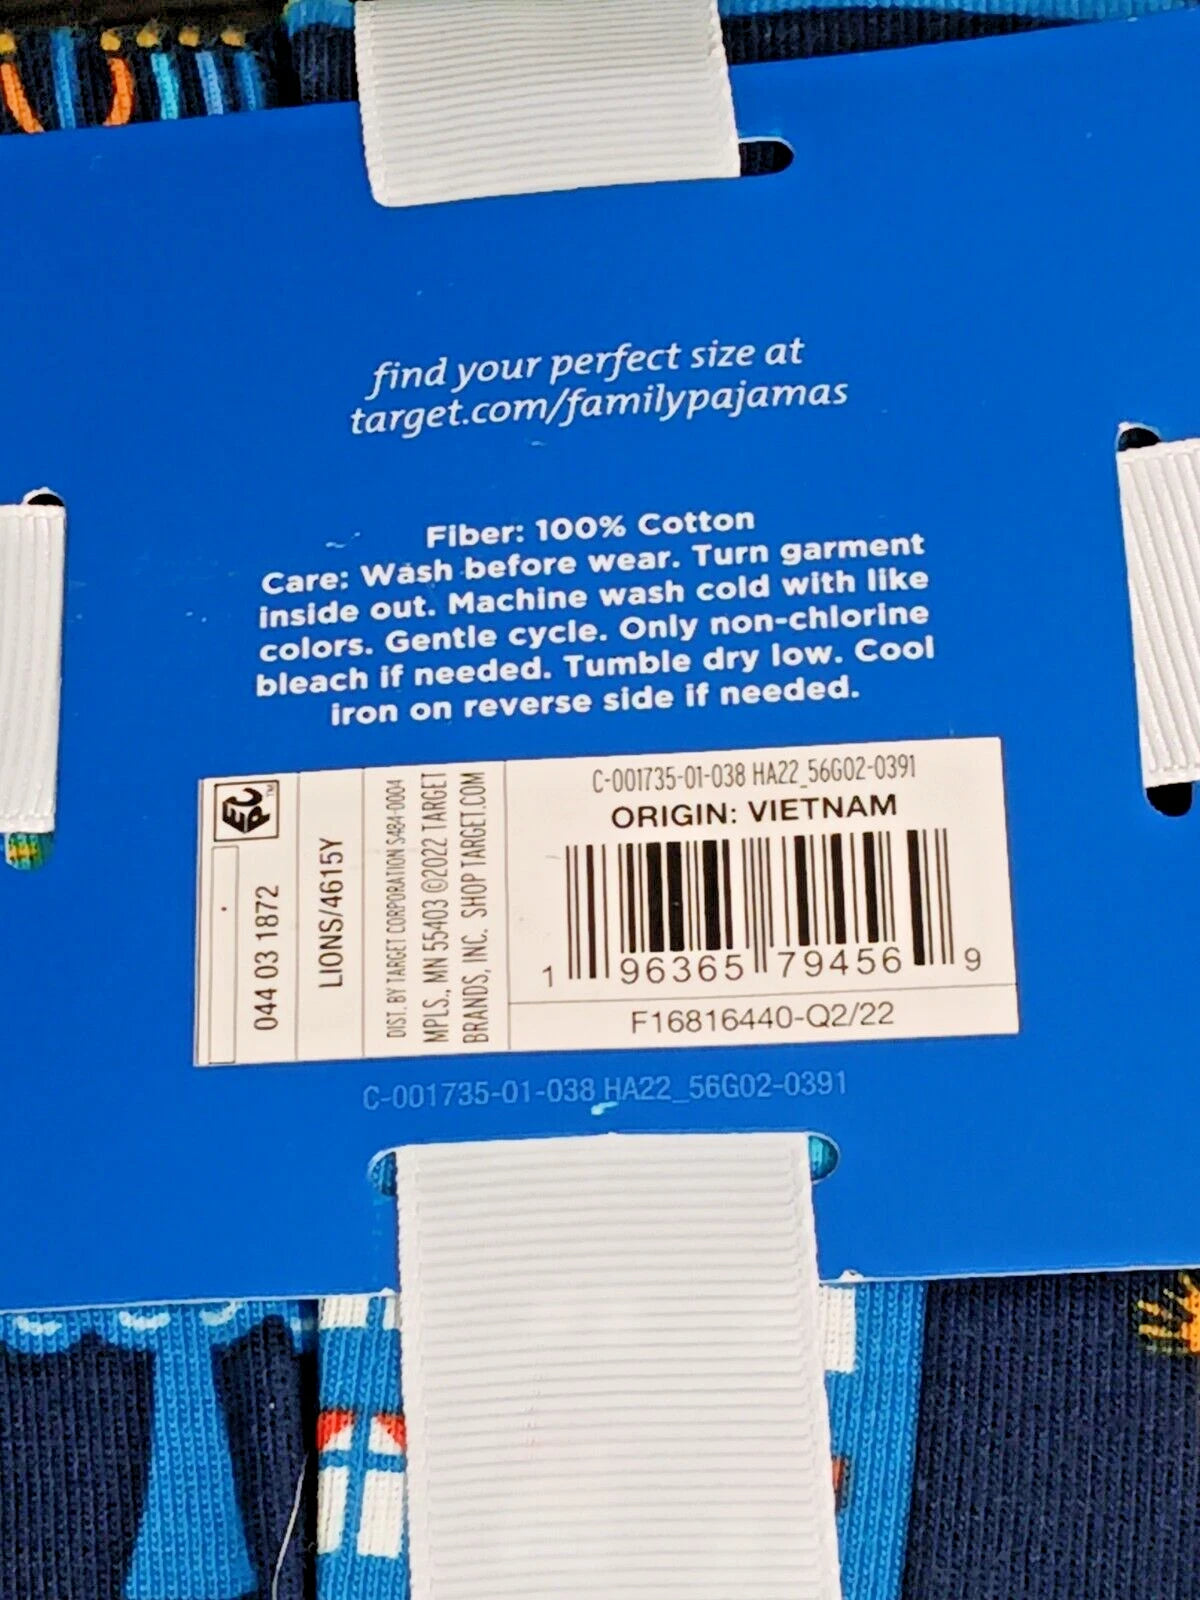 find your perfect size at
target.com/familypajamas
Fiber: 100% Cotton
Care: Wash before wear. Turn garment
inside out. Machine wash cold with like
colors. Gentle cycle. Only non-chlorine
bleach if needed. Tumble dry low. Cool
iron on reverse side if needed.
EPC™
044 03 1872
LIONS/4615Y
DIST. BY TARGET CORPORATION S484-0004
MPLS., MN 55403 ©2022 TARGET
BRANDS, INC. SHOP TARGET.COM
C-001735-01-038 HA22_56G02-0391
ORIGIN: VIETNAM
1 96365 79456 9
F16816440-Q2/22
C-001735-01-038 HA22_56G02-0391